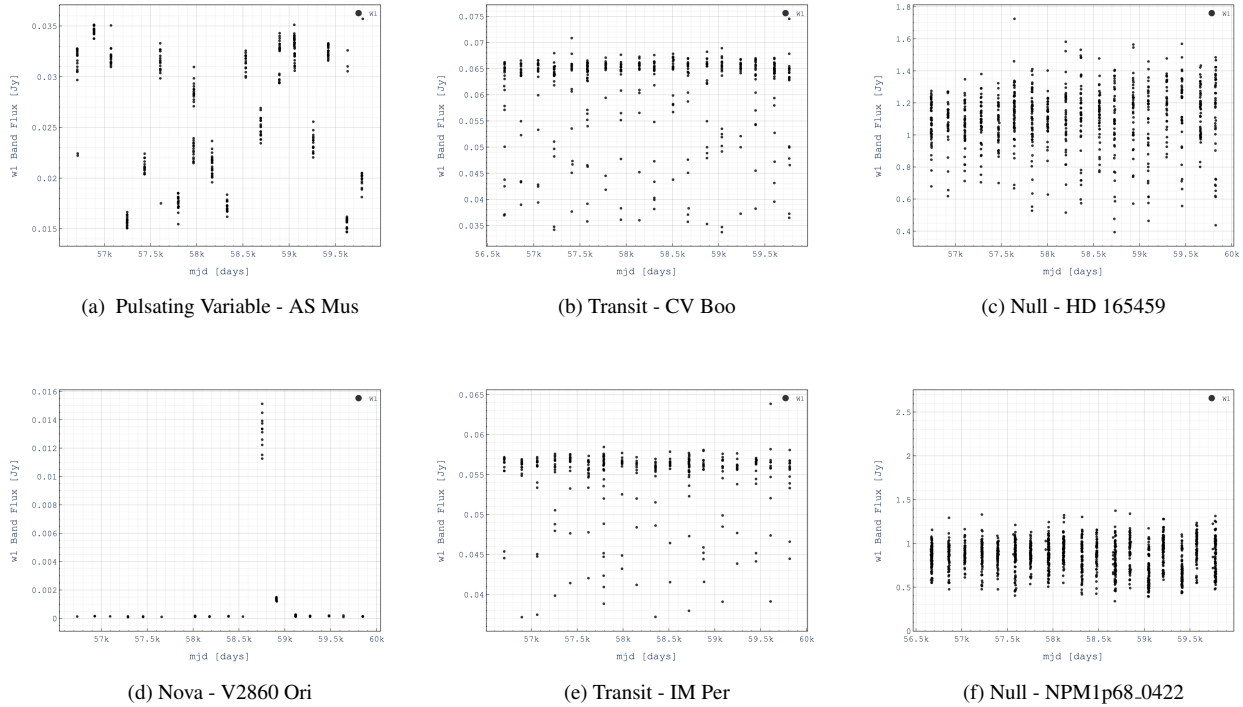 0.035
0.03
0.025
0.02
0.015
w1 Band Flux [Jy]
57k 57.5k 58k 58.5k 59k 59.5k
mjd [days]
W1
(a) Pulsating Variable - AS Mus
0.075
0.07
0.065
0.06
0.055
0.05
0.045
0.04
0.035
w1 Band Flux [Jy]
56.5k 57k 57.5k 58k 58.5k 59k 59.5k
mjd [days]
W1
(b) Transit - CV Boo
1.8
1.6
1.4
1.2
1
0.8
0.6
0.4
w1 Band Flux [Jy]
57k 57.5k 58k 58.5k 59k 59.5k 60k
mjd [days]
W1
(c) Null - HD 165459
0.016
0.014
0.012
0.01
0.008
0.006
0.004
0.002
0
w1 Band Flux [Jy]
57k 57.5k 58k 58.5k 59k 59.5k 60k
mjd [days]
W1
(d) Nova - V2860 Ori
0.065
0.06
0.055
0.05
0.045
0.04
w1 Band Flux [Jy]
57k 57.5k 58k 58.5k 59k 59.5k 60k
mjd [days]
W1
(e) Transit - IM Per
2.5
2
1.5
1
0.5
0
w1 Band Flux [Jy]
56.5k 57k 57.5k 58k 58.5k 59k 59.5k
mjd [days]
W1
(f) Null - NPM1p68_0422